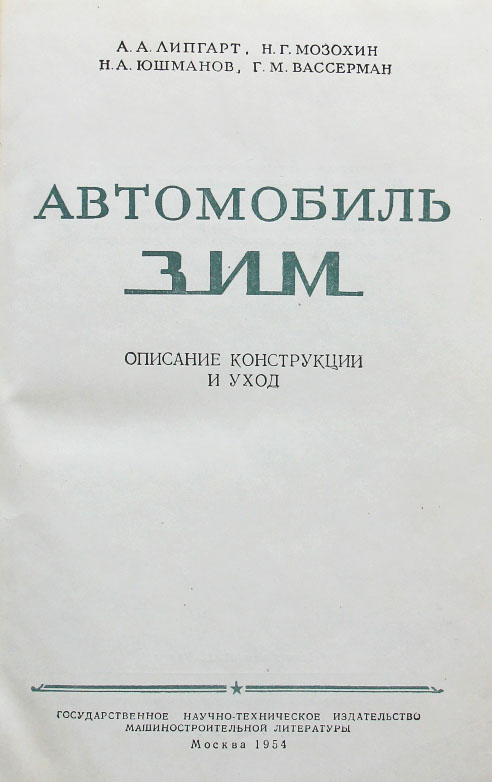 А. А. ЛИПГАРТ, Н. Г. МОЗОХИН
Н. А. ЮШМАНОВ, Г. М. ВАССЕРМАН
АВТОМОБИЛЬ
ЗИМ
ОПИСАНИЕ КОНСТРУКЦИИ
И УХОД
ГОСУДАРСТВЕННОЕ НАУЧНО-ТЕХНИЧЕСКОЕ ИЗДАТЕЛЬСТВО
МАШИНОСТРОИТЕЛЬНОЙ ЛИТЕРАТУРЫ
Москва 1954